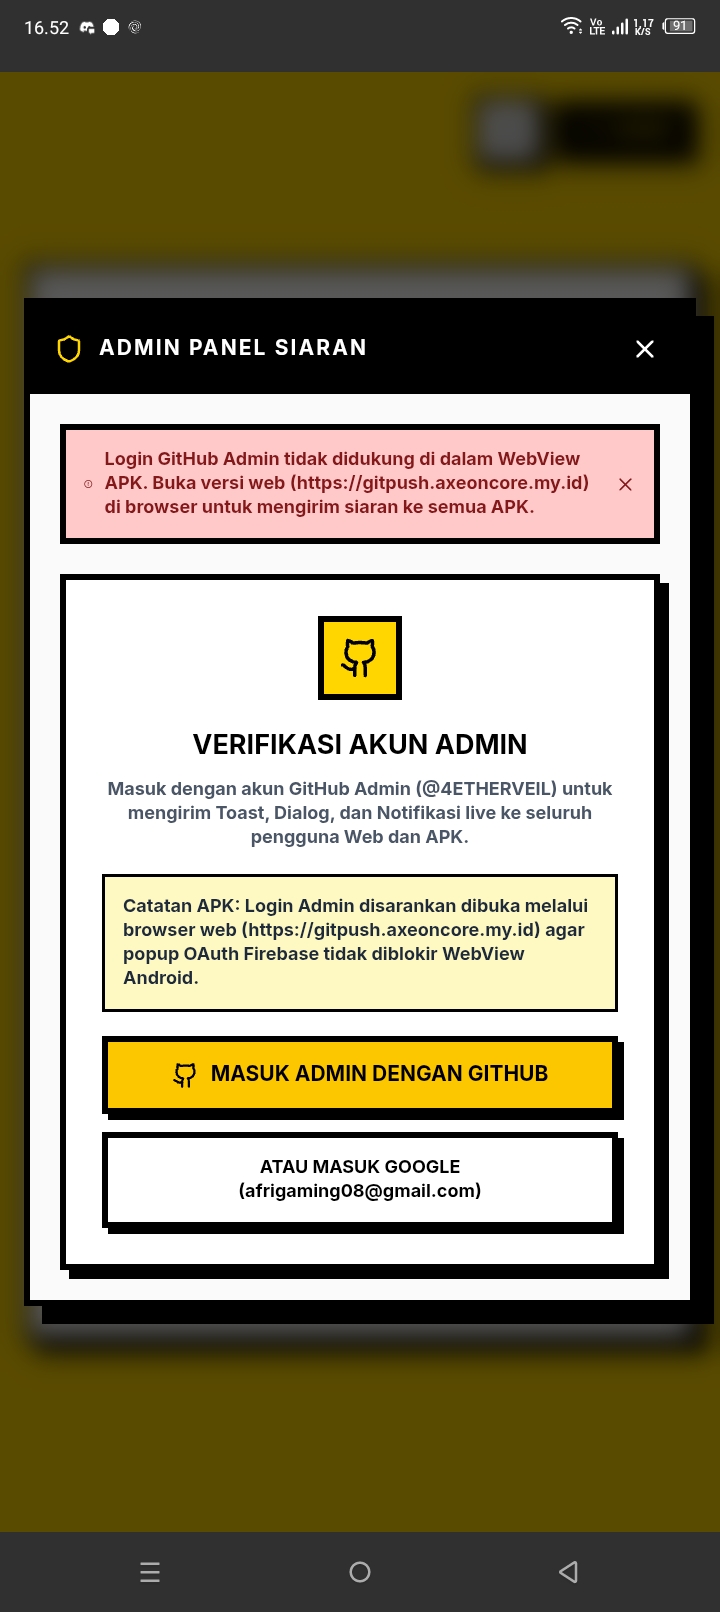 16.52
Vo
LTE
1.17
K/S
91
ADMIN PANEL SIARAN
Login GitHub Admin tidak didukung di dalam WebView
APK. Buka versi web (https://gitpush.axeoncore.my.id)
di browser untuk mengirim siaran ke semua APK.
VERIFIKASI AKUN ADMIN
Masuk dengan akun GitHub Admin (@4ETHERVEIL) untuk
mengirim Toast, Dialog, dan Notifikasi live ke seluruh
pengguna Web dan APK.
Catatan APK: Login Admin disarankan dibuka melalui
browser web (https://gitpush.axeoncore.my.id) agar
popup OAuth Firebase tidak diblokir WebView
Android.
MASUK ADMIN DENGAN GITHUB
ATAU MASUK GOOGLE
(afrigaming08@gmail.com)